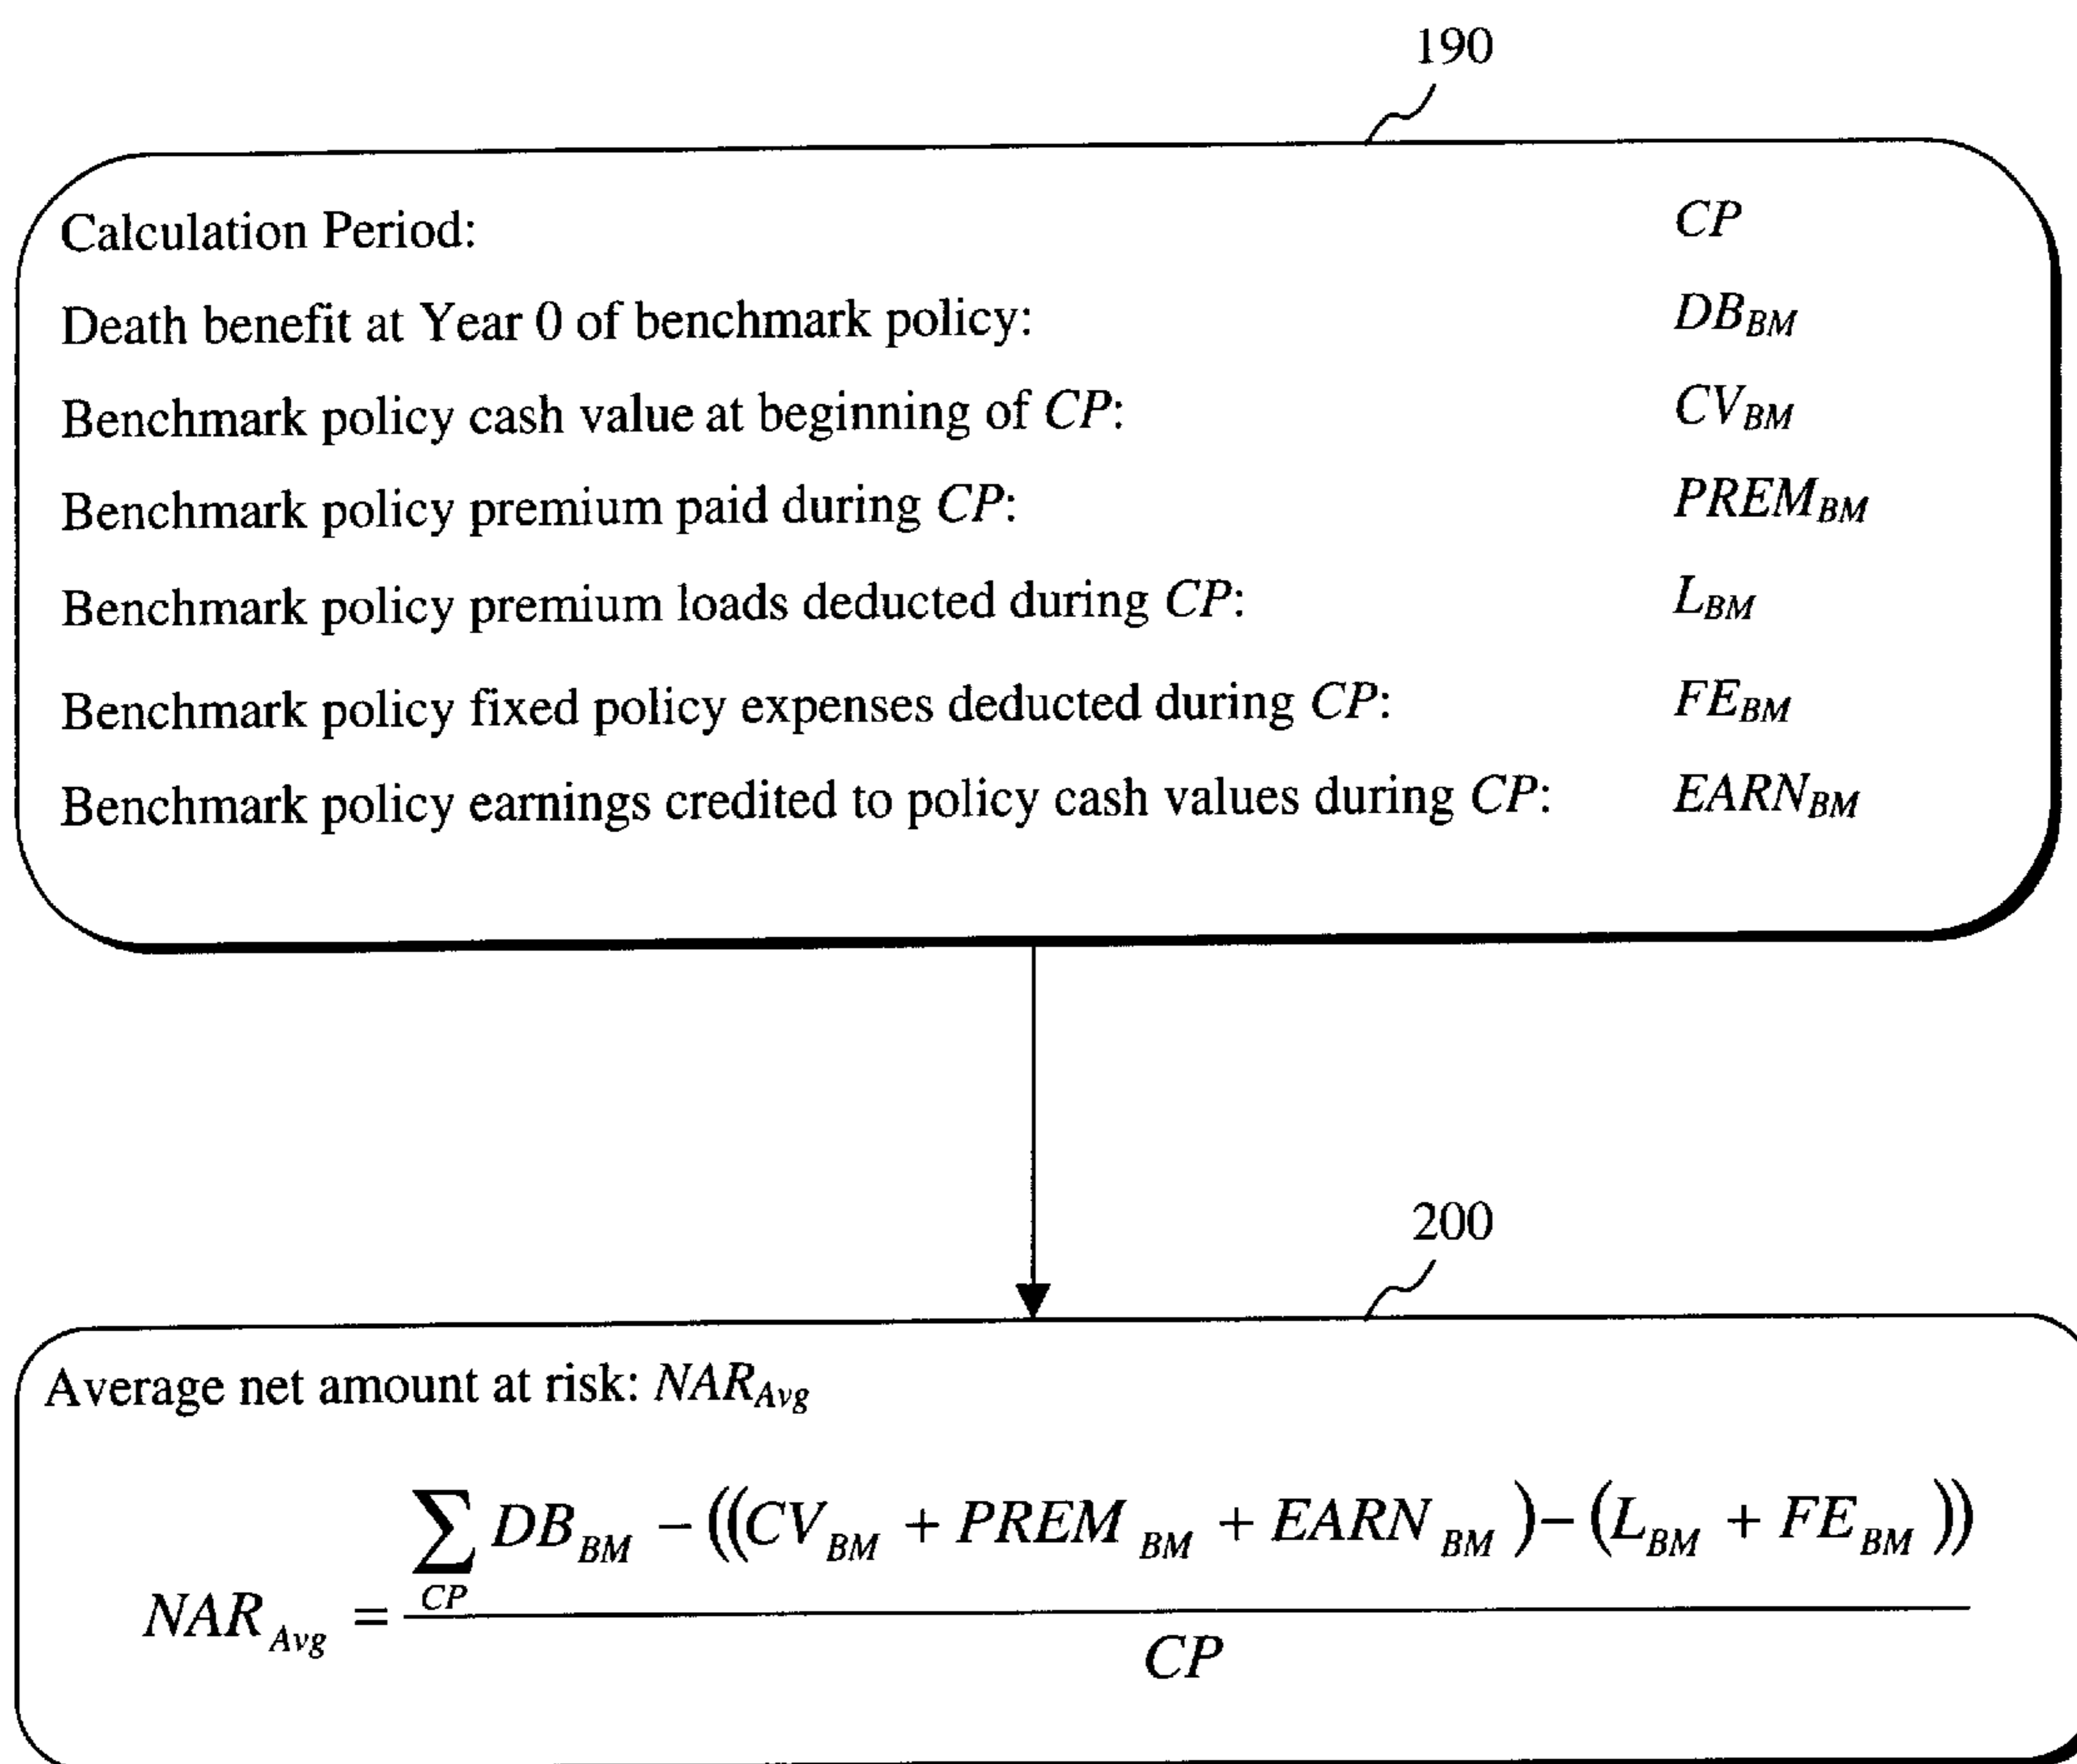 190
Calculation Period: CP
Death benefit at Year 0 of benchmark policy: DB_BM
Benchmark policy cash value at beginning of CP: CV_BM
Benchmark policy premium paid during CP: PREM_BM
Benchmark policy premium loads deducted during CP: L_BM
Benchmark policy fixed policy expenses deducted during CP: FE_BM
Benchmark policy earnings credited to policy cash values during CP: EARN_BM
200
Average net amount at risk: NAR_Avg
∑ DB_BM − ((CV_BM + PREM_BM + EARN_BM) − (L_BM + FE_BM))
CP
NAR_Avg =
CP